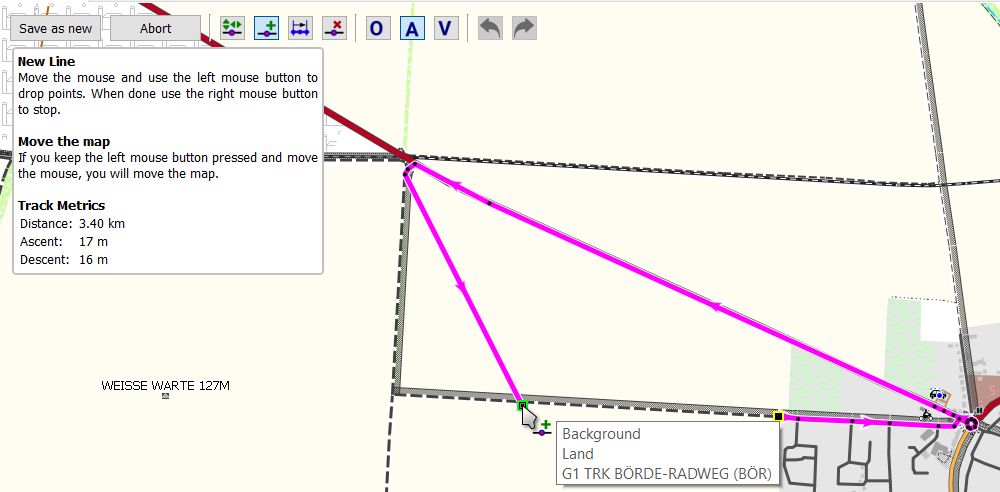 Save as new
Abort
O
A
V
New Line
Move the mouse and use the left mouse button to
drop points. When done use the right mouse button
to stop.
Move the map
If you keep the left mouse button pressed and move
the mouse, you will move the map.
Track Metrics
Distance: 3.40 km
Ascent: 17 m
Descent: 16 m
WEISSE WARTE 127M
H
S
Background
Land
G1 TRK BÖRDE-RADWEG (BÖR)